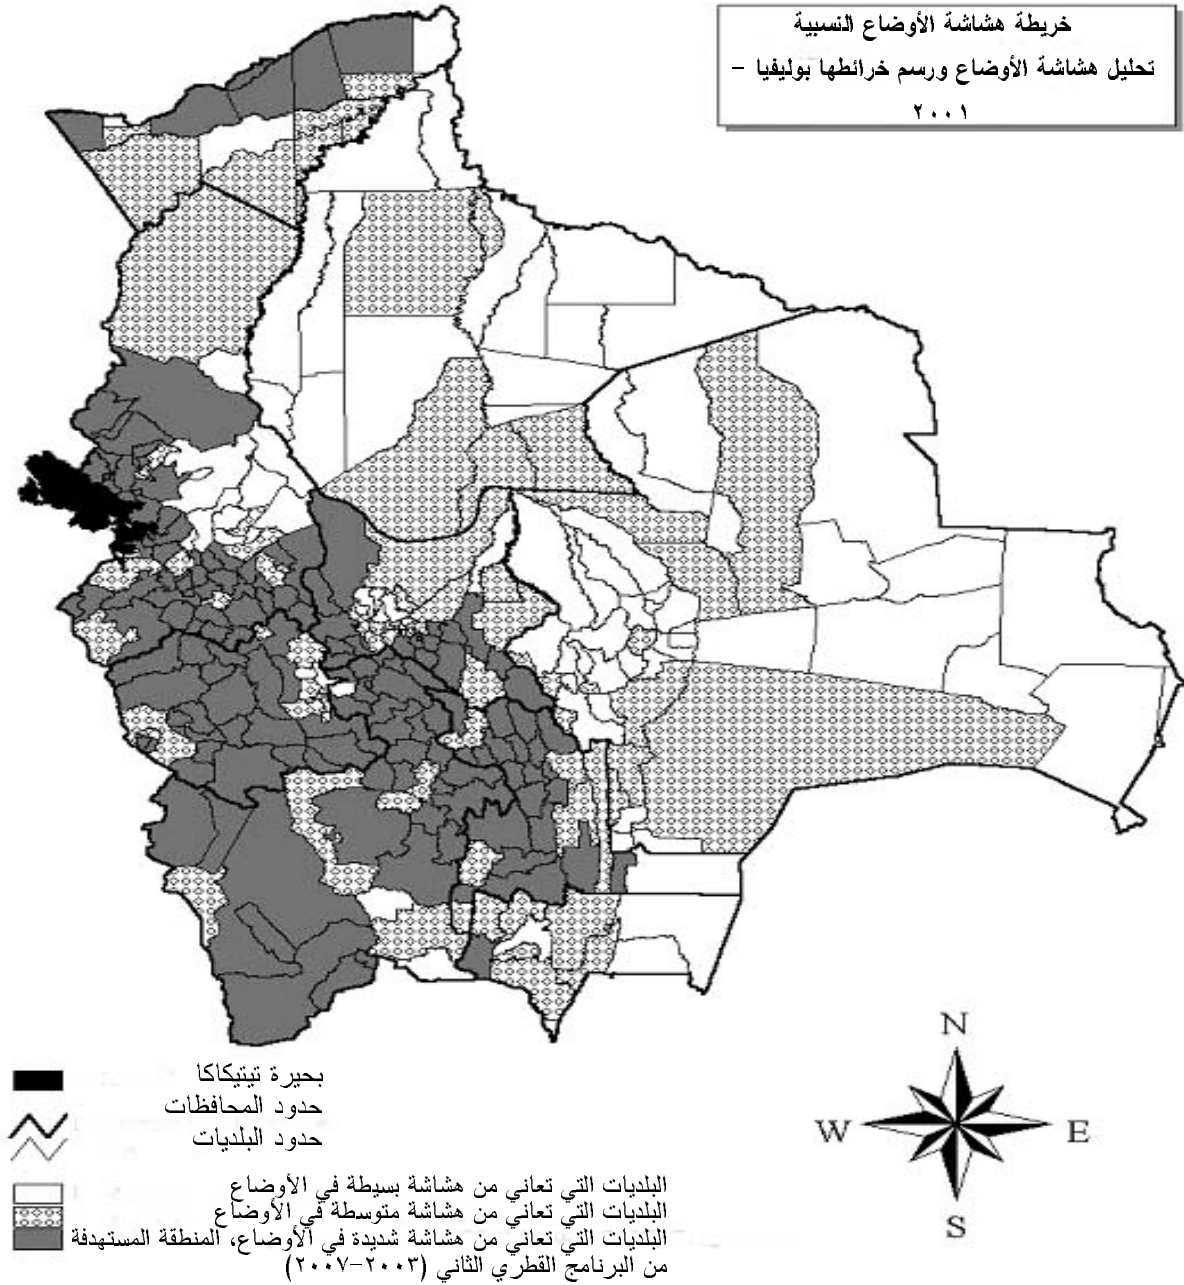 خريطة هشاشة الأوضاع النسبية
تحليل هشاشة الأوضاع ورسم خرائطها بوليفيا –
٢٠٠١
N
W
E
S
بحيرة تيتيكاكا
حدود المحافظات
حدود البلديات
البلديات التي تعاني من هشاشة بسيطة في الأوضاع
البلديات التي تعاني من هشاشة متوسطة في الأوضاع
البلديات التي تعاني من هشاشة شديدة في الأوضاع، المنطقة المستهدفة
من البرنامج القطري الثاني (٢٠٠٣-٢٠٠٧)